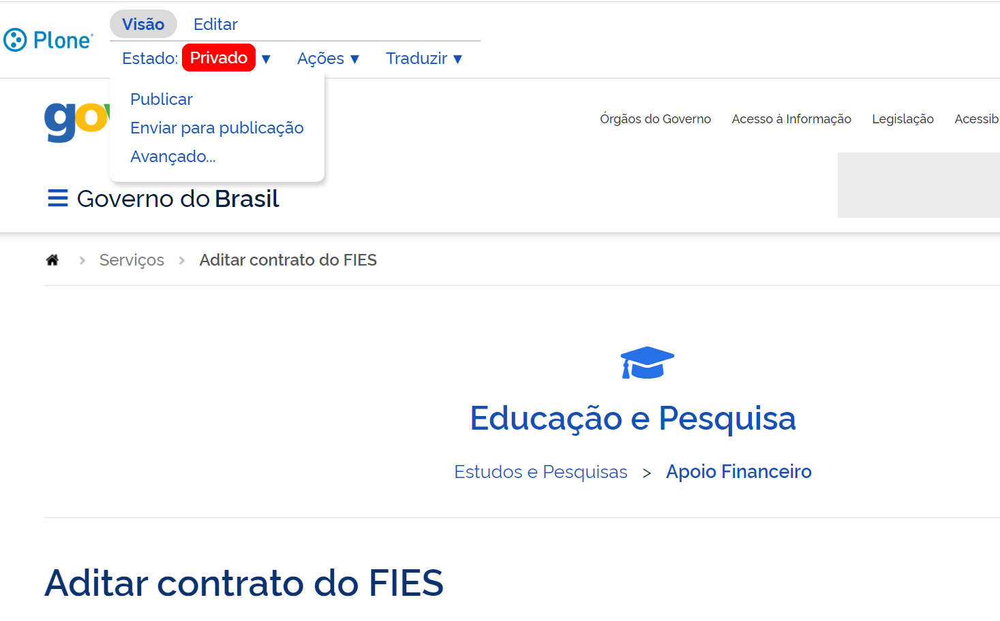 Visão Editar
Plone
Estado: Privado ▼ Ações ▼ Traduzir ▼
Publicar
Enviar para publicação
Avançado...
go
Órgãos do Governo Acesso à Informação Legislação Acessib
Governo do Brasil
Serviços > Aditar contrato do FIES
Educação e Pesquisa
Estudos e Pesquisas > Apoio Financeiro
Aditar contrato do FIES